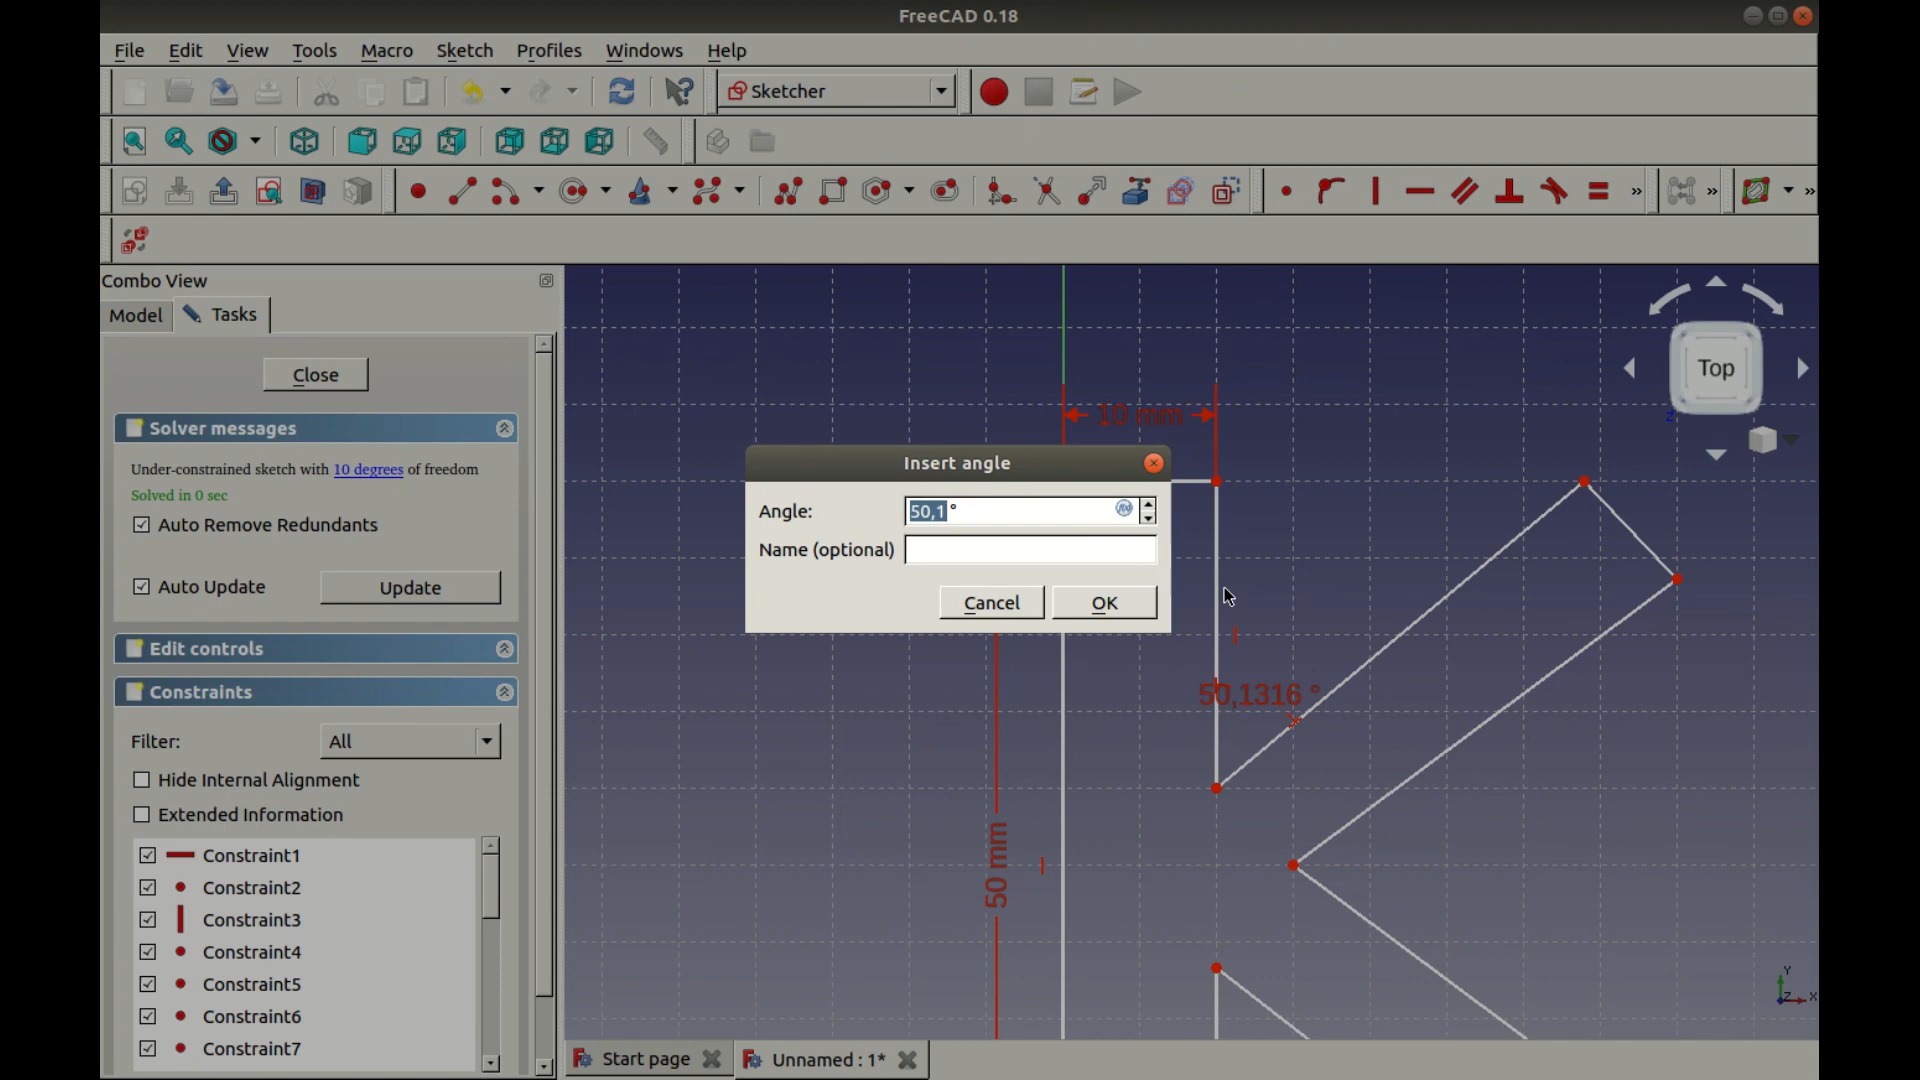 FreeCAD 0.18
File Edit View Tools Macro Sketch Profiles Windows Help
Sketcher
Combo View
Model Tasks
Close
Solver messages
Under-constrained sketch with 10 degrees of freedom
Solved in 0 sec
Auto Remove Redundants
Auto Update Update
Edit controls
Constraints
Filter: All
Hide Internal Alignment
Extended Information
Constraint1
Constraint2
Constraint3
Constraint4
Constraint5
Constraint6
Constraint7
10 mm
Top
Z
Insert angle
Angle: 50,1 °
Name (optional)
Cancel OK
50,1316 °
50 mm
Y
Z X
Start page Unnamed : 1*